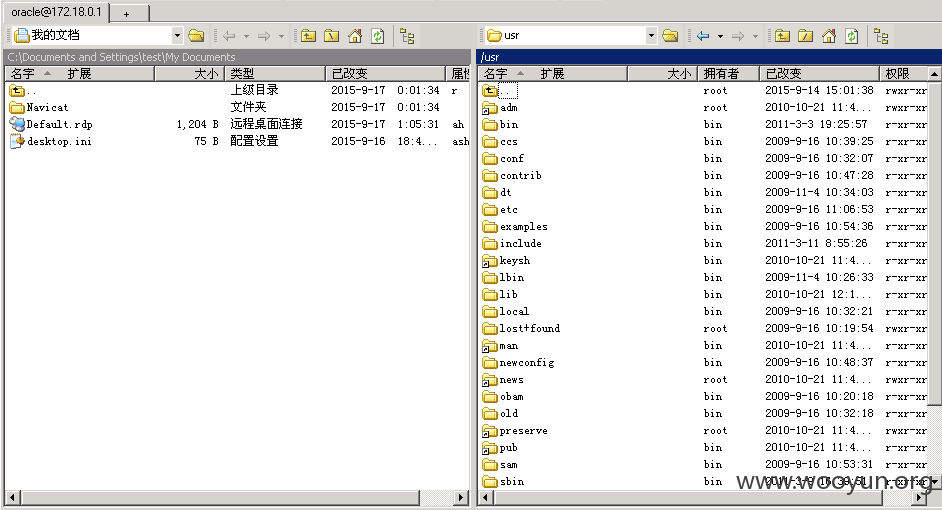 oracle@172.18.0.1 +
我的文档
usr
C:\Documents and Settings\test\My Documents
/usr
名字 扩展 大小 类型 已改变 属性
.. 上级目录 2015-9-17 0:01:34 r
Navicat 文件夹 2015-9-17 0:01:34
Default.rdp 1,204 B 远程桌面连接 2015-9-17 1:05:31 ah
desktop.ini 75 B 配置设置 2015-9-16 18:4... ash
名字 扩展 大小 拥有者 已改变 权限
.. root 2015-9-14 15:01:38 rwxr-xr
adm root 2010-10-21 11:4... rwxr-xr
bin bin 2011-3-3 19:25:57 r-xr-xr
ccs bin 2009-9-16 10:39:25 r-xr-xr
conf bin 2009-9-16 10:32:07 r-xr-xr
contrib bin 2009-9-16 10:47:28 r-xr-xr
dt bin 2009-11-4 10:34:03 r-xr-xr
etc bin 2009-9-16 11:06:53 r-xr-xr
examples bin 2009-9-16 10:54:36 r-xr-xr
include bin 2011-3-11 8:55:26 r-xr-xr
keysh bin 2010-10-21 11:4... r-xr-xr
lbin bin 2009-11-4 10:26:33 r-xr-xr
lib bin 2010-10-21 12:1... r-xr-xr
local bin 2009-9-16 10:32:21 r-xr-xr
lost+found root 2009-9-16 10:19:54 rwxr-xr
man bin 2010-10-21 11:4... r-xr-xr
newconfig bin 2009-9-16 10:48:37 r-xr-xr
news root 2010-10-21 11:4... rwxr-xr
obam bin 2009-9-16 10:20:18 r-xr-xr
old bin 2009-9-16 10:32:18 r-xr-xr
preserve root 2010-10-21 11:4... rwxr-xr
pub bin 2010-10-21 11:4... r-xr-xr
sam bin 2009-9-16 10:53:31 r-xr-xr
sbin bin r-xr-xr
www.wooyun.org